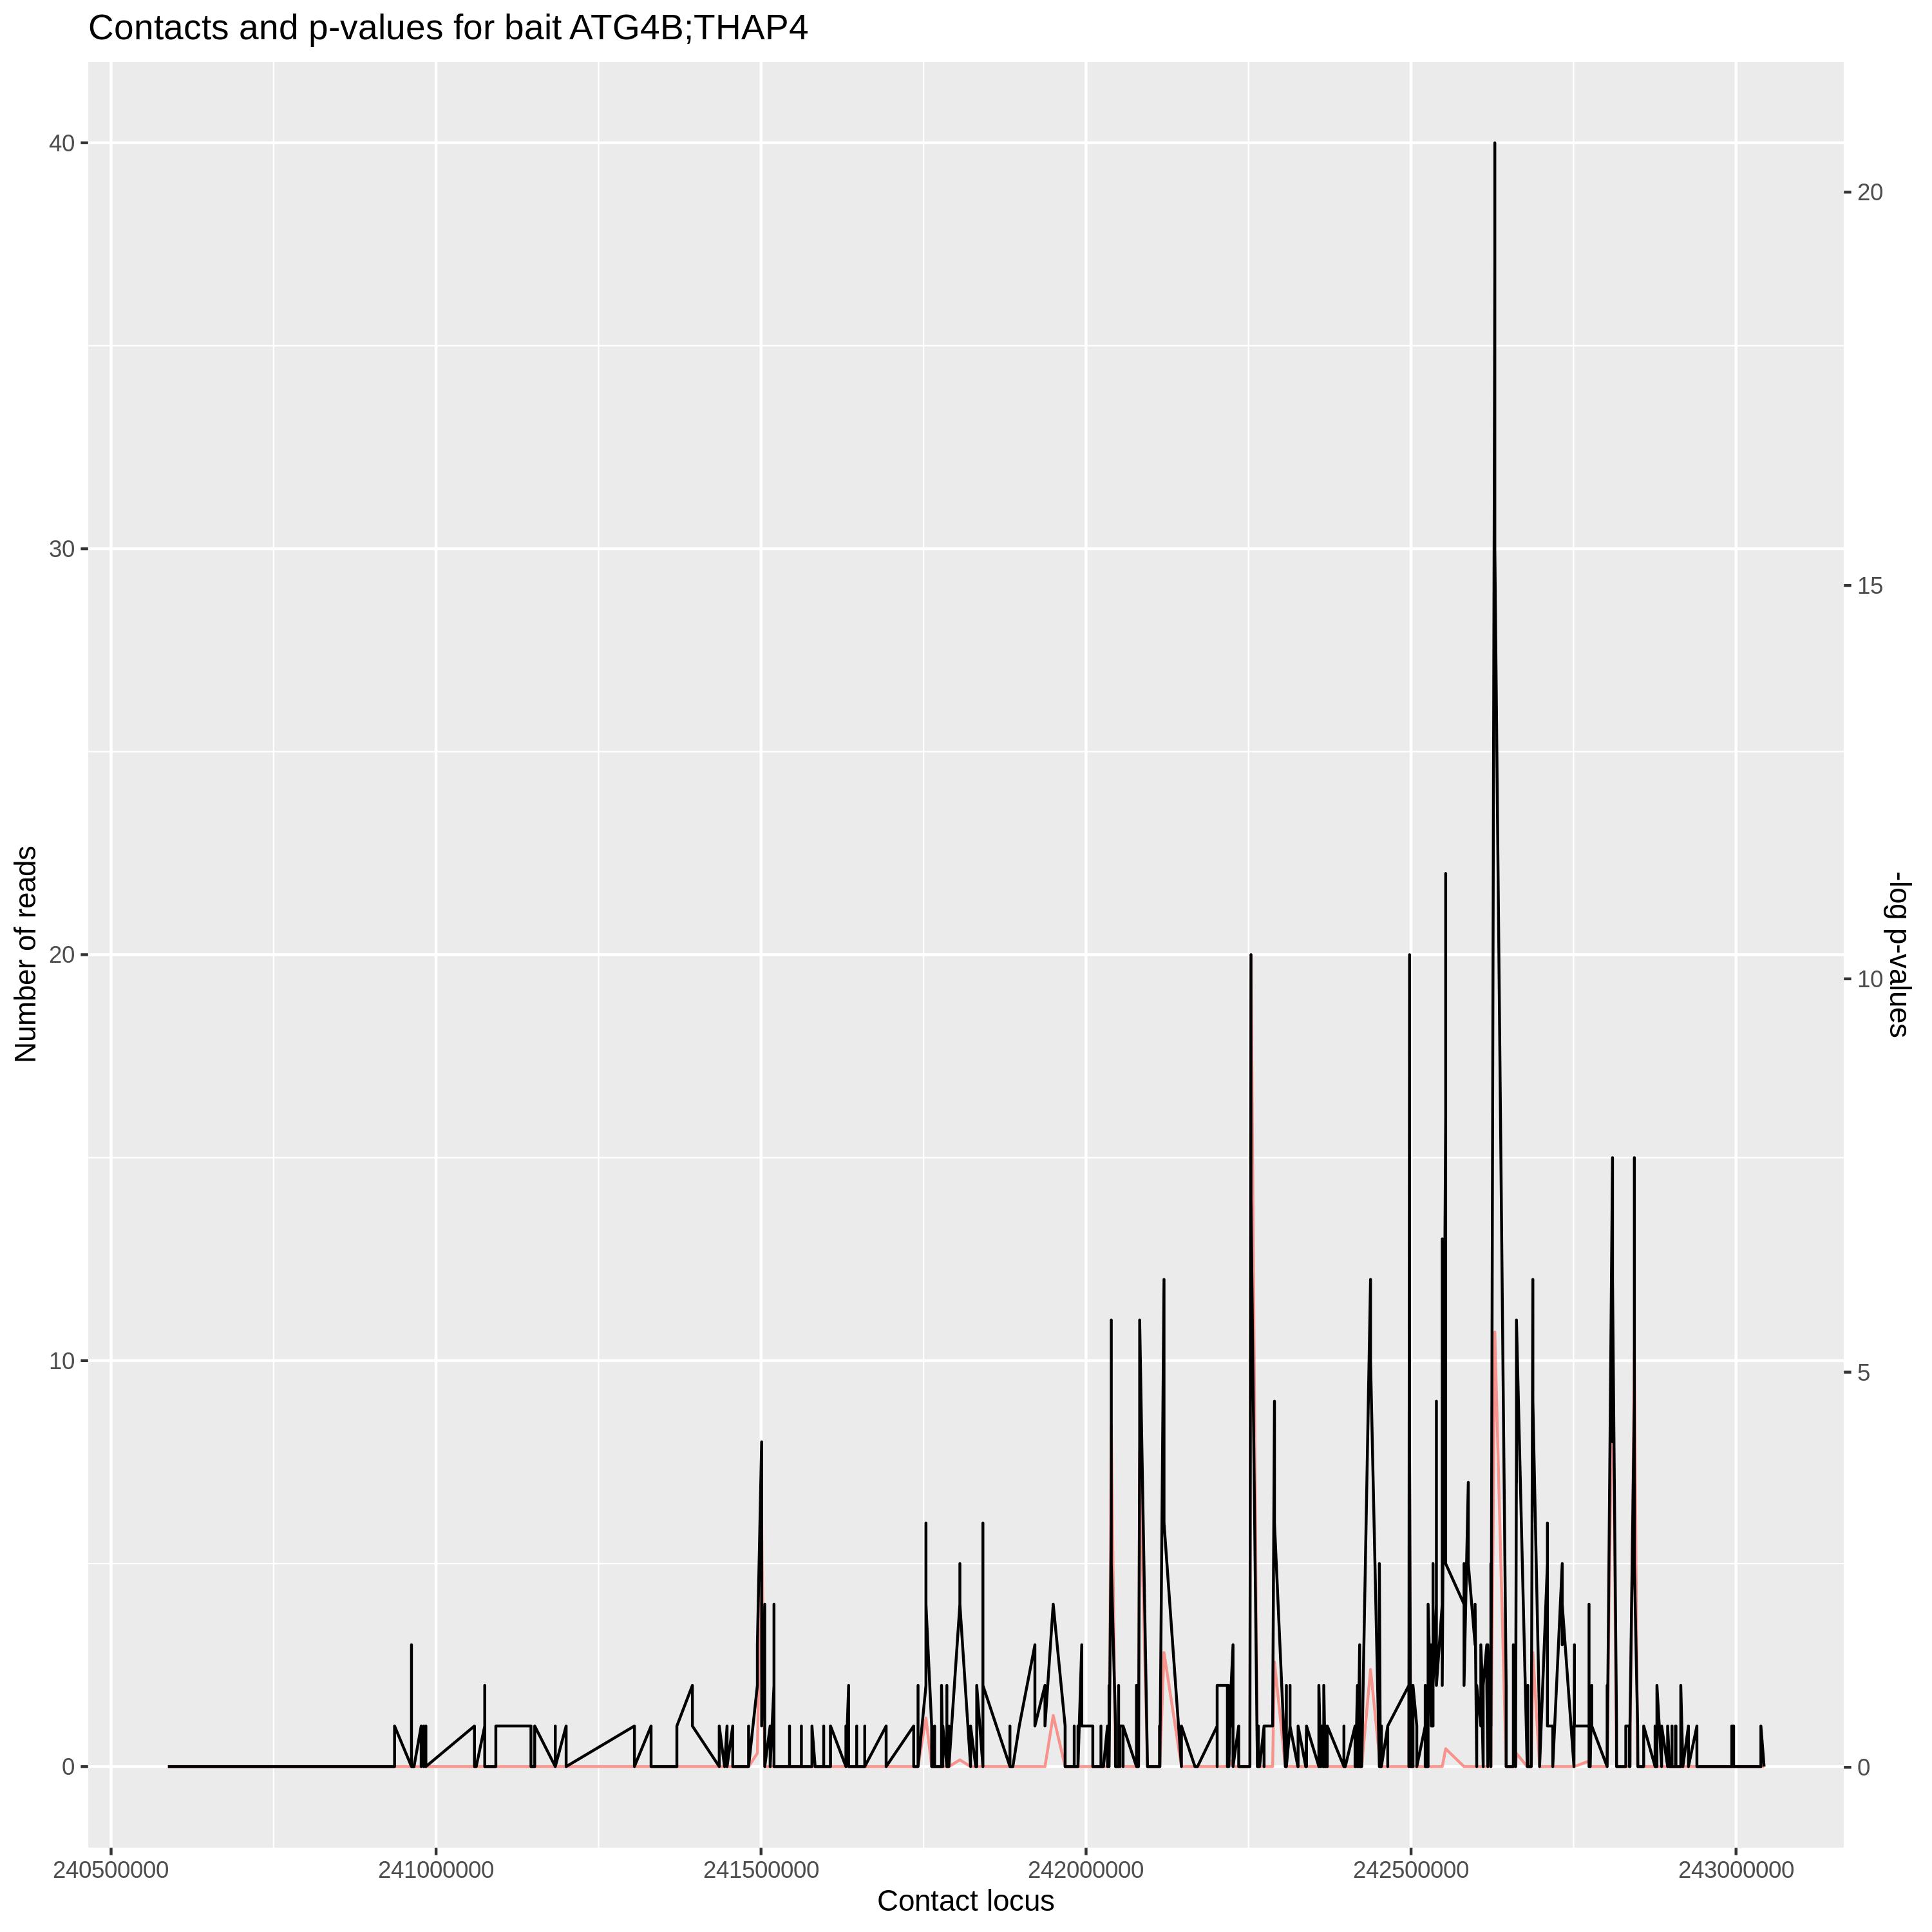 Contacts and p-values for bait ATG4B;THAP4
40
30
20
10
0
Number of reads
20
15
10
5
0
-log p-values
240500000 241000000 241500000 242000000 242500000 243000000
Contact locus